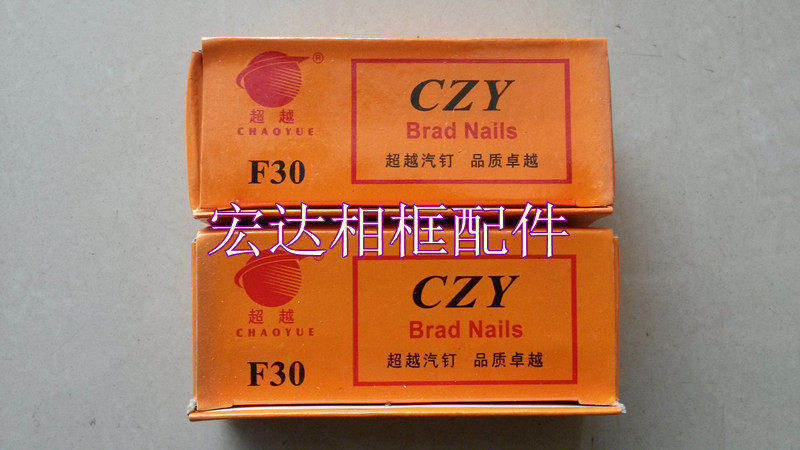 ®
超越
CHAOYUE
F30
CZY
Brad Nails
超越汽钉 品质卓越
宏达相框配件
超越
CHAOYUE
F30
CZY
Brad Nails
超越汽钉 品质卓越